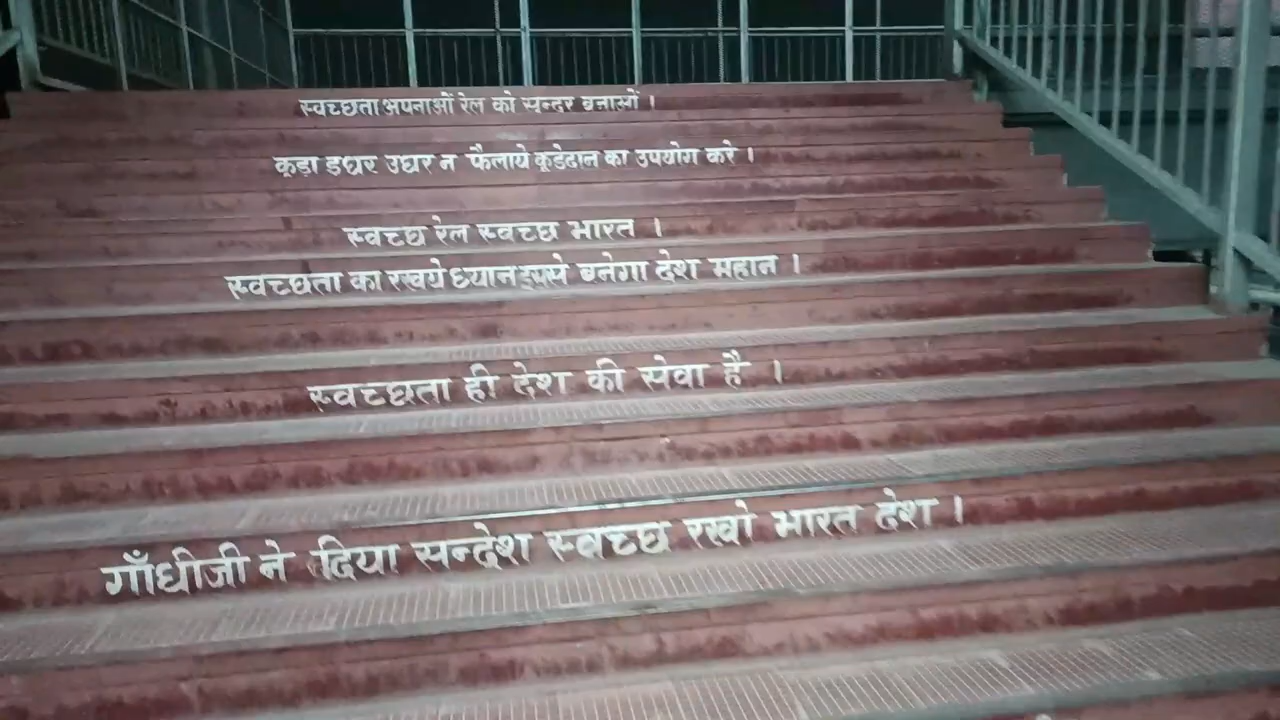 स्वच्छता अपनाओं रेल को सुन्दर बनाओं ।
कूडा इधर उधर न फैलाये कूडेदान का उपयोग करे ।
स्वच्छ रेल स्वच्छ भारत ।
स्वच्छता का रखये ध्यान इससे बनेगा देश महान ।
स्वच्छता ही देश की सेवा है ।
गाँधीजी ने दिया सन्देश स्वच्छ रखो भारत देश ।